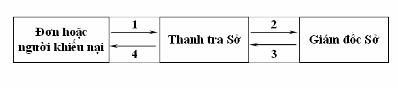 Đơn hoặc
người khiếu nại
1
4
Thanh tra Sở
2
3
Giám đốc Sở